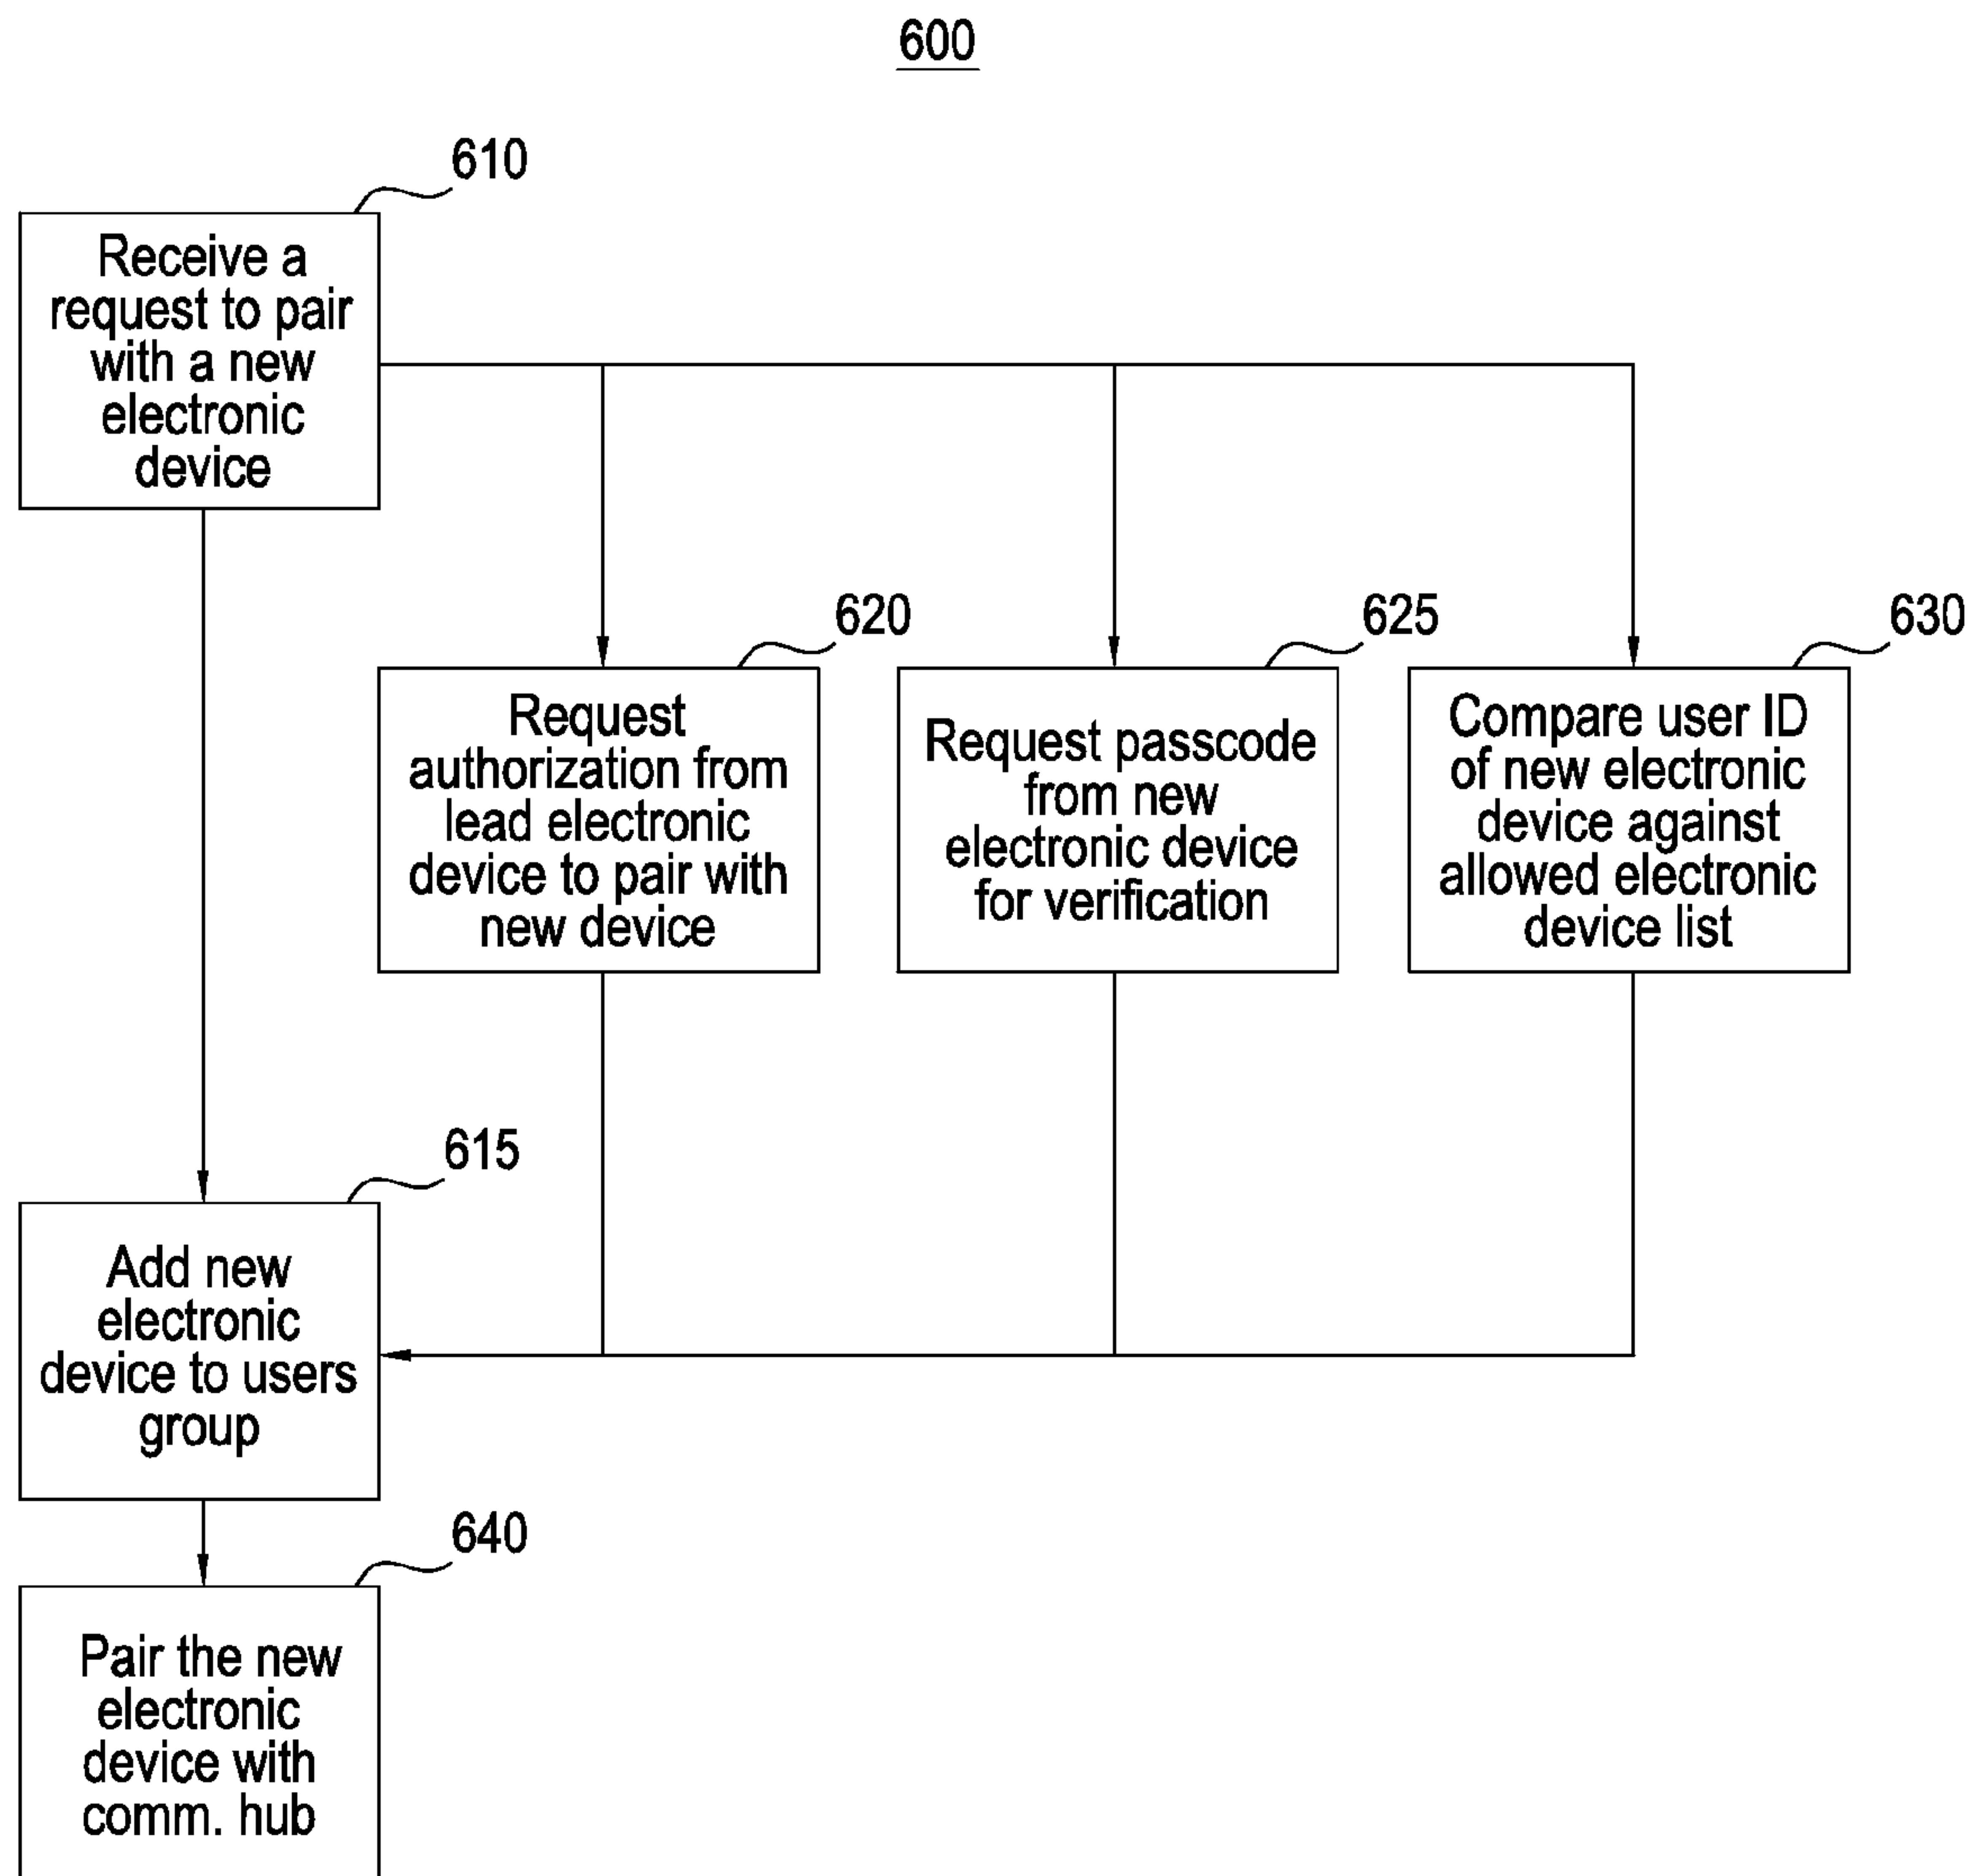 600
610
Receive a
request to pair
with a new
electronic
device
620
Request
authorization from
lead electronic
device to pair with
new device
625
Request passcode
from new
electronic device
for verification
630
Compare user ID
of new electronic
device against
allowed electronic
device list
615
Add new
electronic
device to users
group
640
Pair the new
electronic
device with
comm. hub